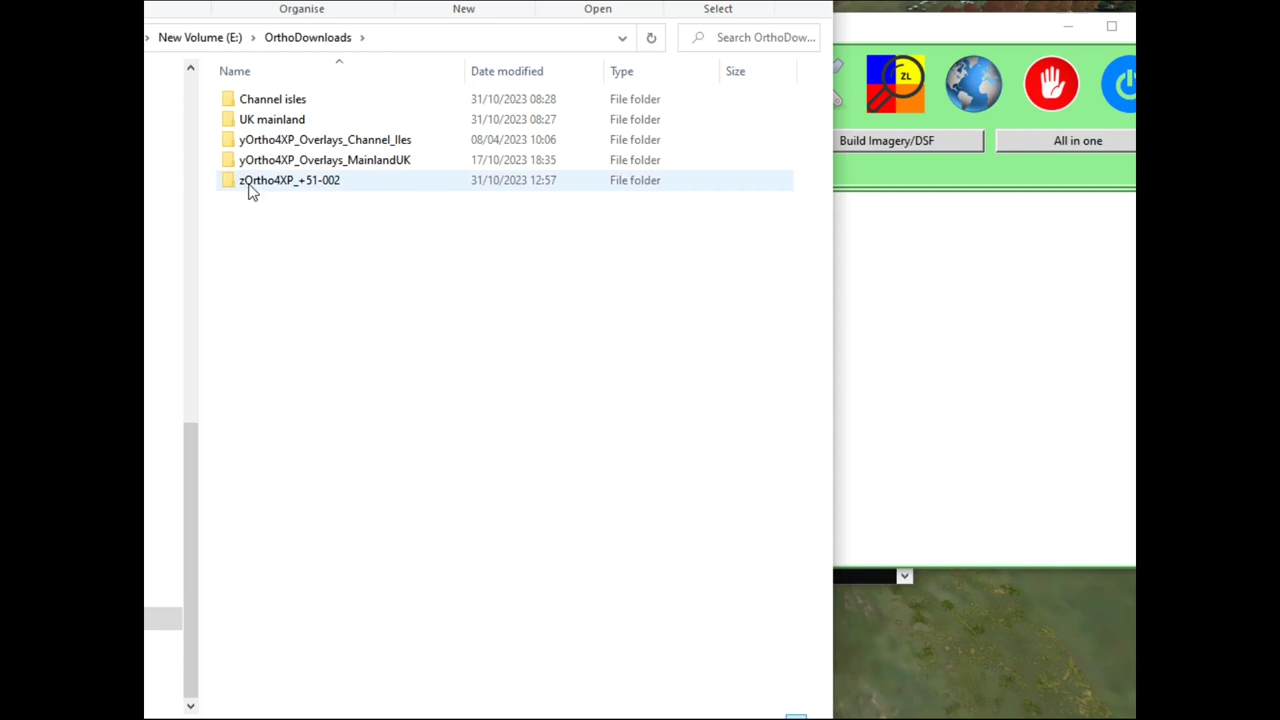 Organise New Open Select
New Volume (E:) OrthoDownloads Search OrthoDow...
Name Date modified Type Size
Channel isles 31/10/2023 08:28 File folder
UK mainland 31/10/2023 08:27 File folder
yOrtho4XP_Overlays_Channel_Iles 08/04/2023 10:06 File folder
yOrtho4XP_Overlays_MainlandUK 17/10/2023 18:35 File folder
zOrtho4XP_+51-002 31/10/2023 12:57 File folder
ZL
Build Imagery/DSF All in one